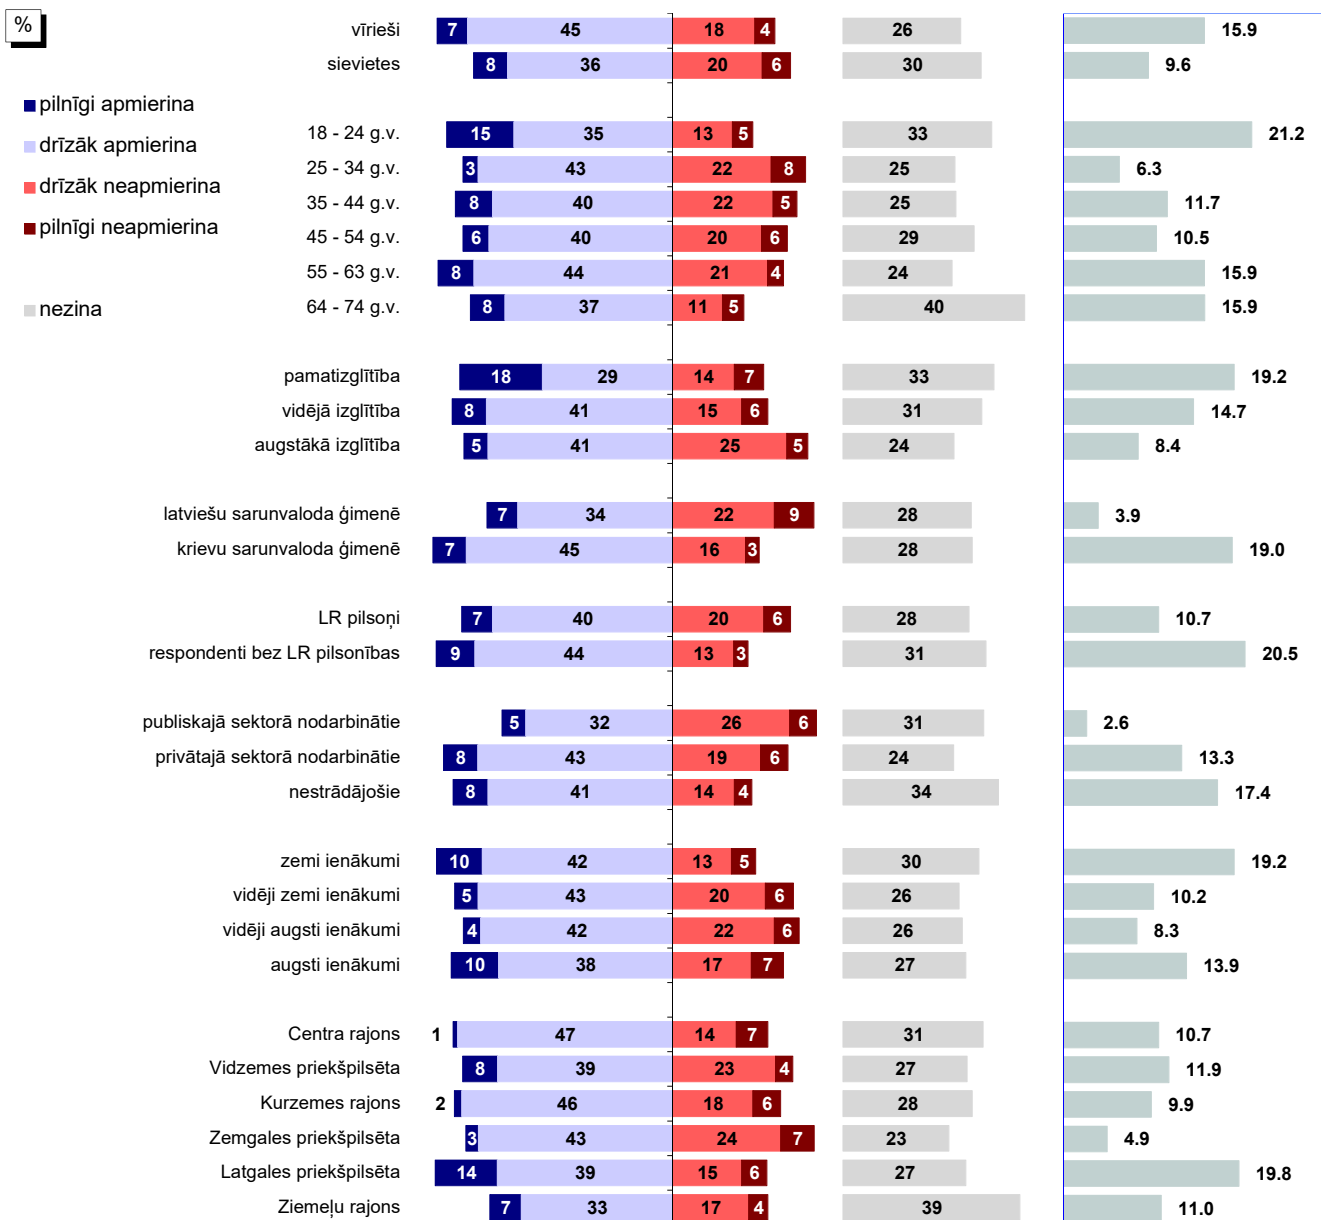 %
pilnīgi apmierina
drīzāk apmierina
drīzāk neapmierina
pilnīgi neapmierina
nezina
vīrieši 7 45 18 4 26 15.9
sievietes 8 36 20 6 30 9.6
18 - 24 g.v. 15 35 13 5 33 21.2
25 - 34 g.v. 3 43 22 8 25 6.3
35 - 44 g.v. 8 40 22 5 25 11.7
45 - 54 g.v. 6 40 20 6 29 10.5
55 - 63 g.v. 8 44 21 4 24 15.9
64 - 74 g.v. 8 37 11 5 40 15.9
pamatizglītība 18 29 14 7 33 19.2
vidējā izglītība 8 41 15 6 31 14.7
augstākā izglītība 5 41 25 5 24 8.4
latviešu sarunvaloda ģimenē 7 34 22 9 28 3.9
krievu sarunvaloda ģimenē 7 45 16 3 28 19.0
LR pilsoņi 7 40 20 6 28 10.7
respondenti bez LR pilsonības 9 44 13 3 31 20.5
publiskajā sektorā nodarbinātie 5 32 26 6 31 2.6
privātajā sektorā nodarbinātie 8 43 19 6 24 13.3
nestrādājošie 8 41 14 4 34 17.4
zemi ienākumi 10 42 13 5 30 19.2
vidēji zemi ienākumi 5 43 20 6 26 10.2
vidēji augsti ienākumi 4 42 22 6 26 8.3
augsti ienākumi 10 38 17 7 27 13.9
Centra rajons 1 47 14 7 31 10.7
Vidzemes priekšpilsēta 8 39 23 4 27 11.9
Kurzemes rajons 2 46 18 6 28 9.9
Zemgales priekšpilsēta 3 43 24 7 23 4.9
Latgales priekšpilsēta 14 39 15 6 27 19.8
Ziemeļu rajons 7 33 17 4 39 11.0